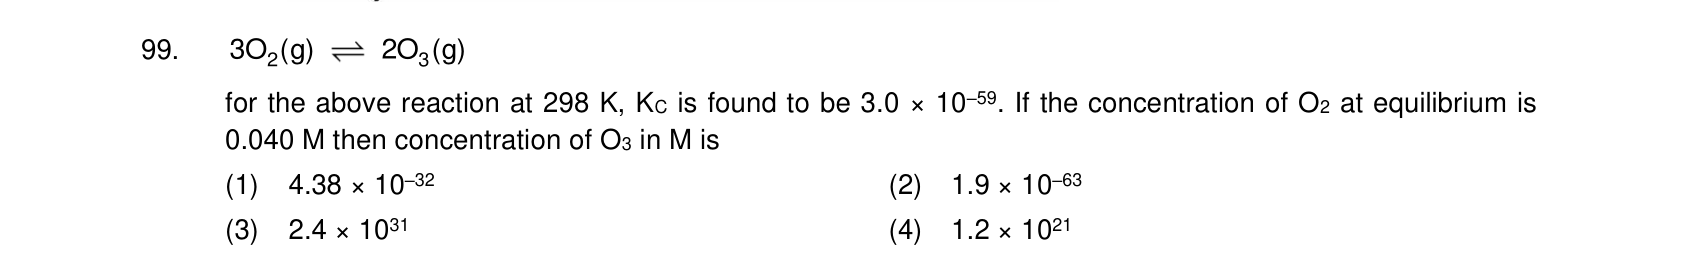 99. 3O₂(g) ⇌ 2O₃(g)
for the above reaction at 298 K, Kc is found to be 3.0 × 10⁻⁵⁹. If the concentration of O₂ at equilibrium is
0.040 M then concentration of O₃ in M is
(1) 4.38 × 10⁻³² (2) 1.9 × 10⁻⁶³
(3) 2.4 × 10³¹ (4) 1.2 × 10²¹